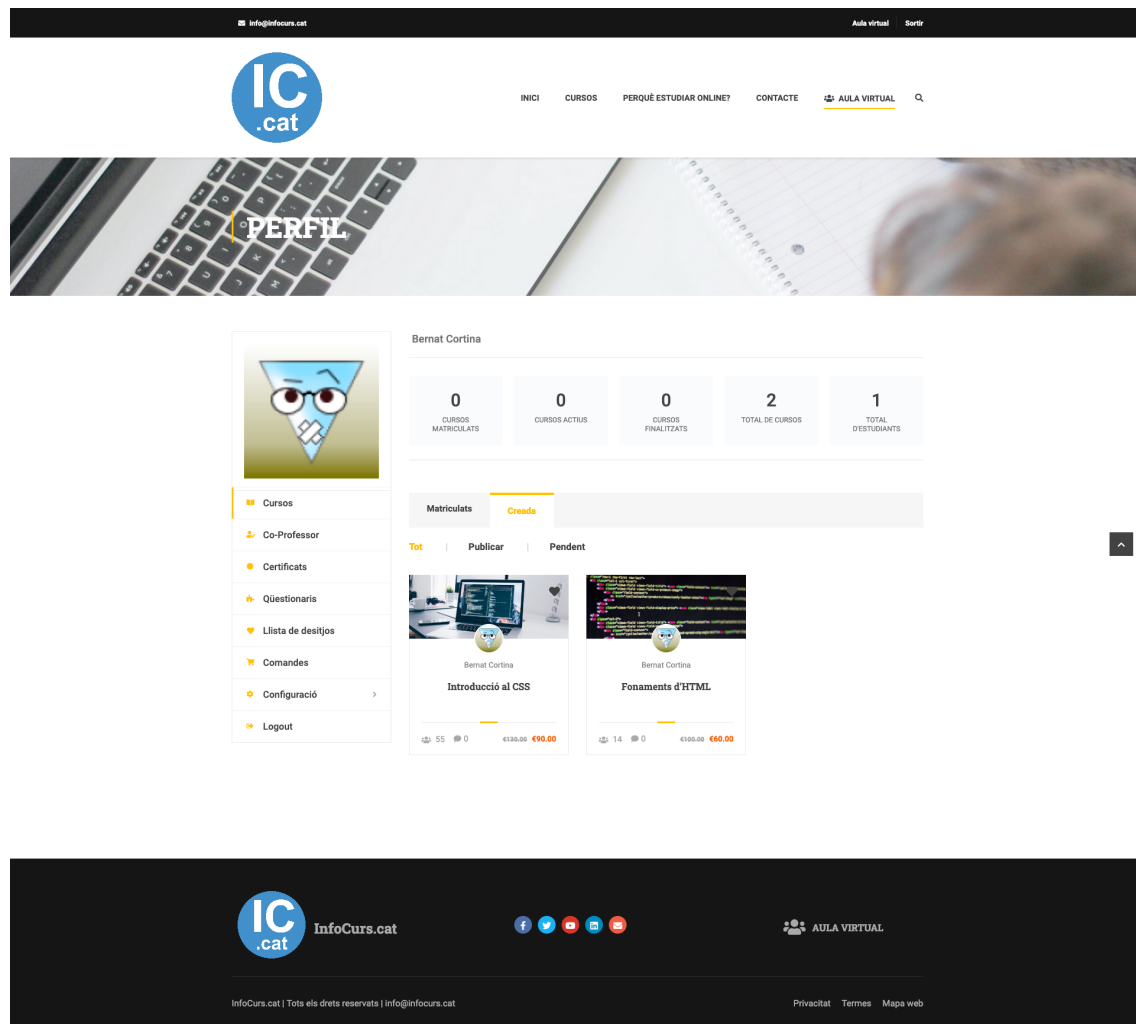 info@infocurs.cat
Aula virtual Sortir
IC
.cat
INICI CURSOS PERQUÈ ESTUDIAR ONLINE? CONTACTE AULA VIRTUAL
PERFIL
Bernat Cortina
0 0 0 2 1
CURSOS MATRICULATS
CURSOS ACTIUS
CURSOS FINALITZATS
TOTAL DE CURSOS
TOTAL D'ESTUDIANTS
Cursos
Co-Professor
Certificats
Qüestionaris
Llista de desitjos
Comandes
Configuració
Logout
Matriculats Creada
Tot Publicar Pendent
Bernat Cortina
Introducció al CSS
55 0 €130.00 €90.00
Bernat Cortina
Fonaments d'HTML
14 0 €100.00 €60.00
IC
.cat
InfoCurs.cat
AULA VIRTUAL
InfoCurs.cat | Tots els drets reservats | info@infocurs.cat
Privacitat Termes Mapa web